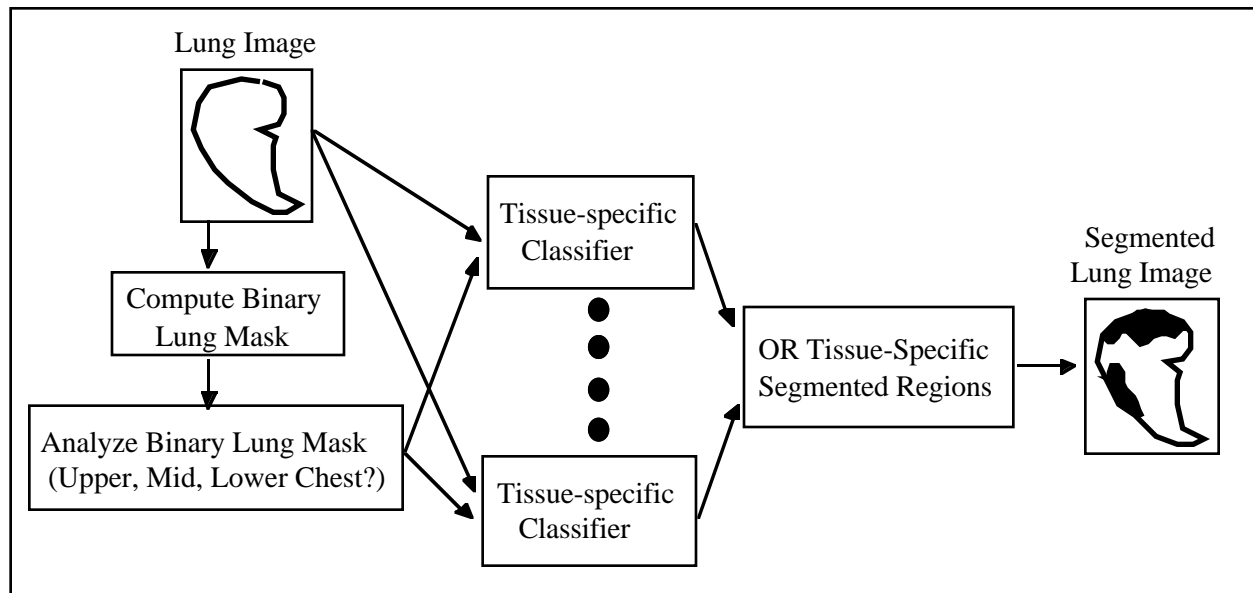 Lung Image
Compute Binary
Lung Mask
Analyze Binary Lung Mask
(Upper, Mid, Lower Chest?)
Tissue-specific
Classifier
Tissue-specific
Classifier
OR Tissue-Specific
Segmented Regions
Segmented
Lung Image